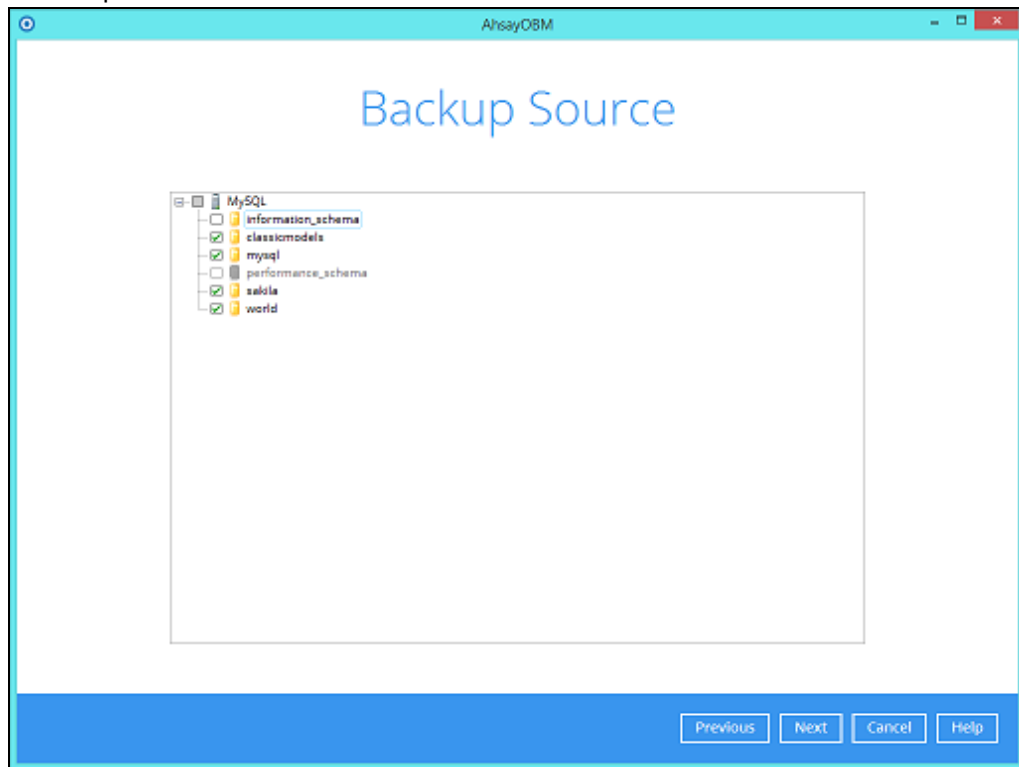 AhsayOBM
Backup Source
MySQL
information_schema
classicmodels
mysql
performance_schema
sakila
world
Previous Next Cancel Help